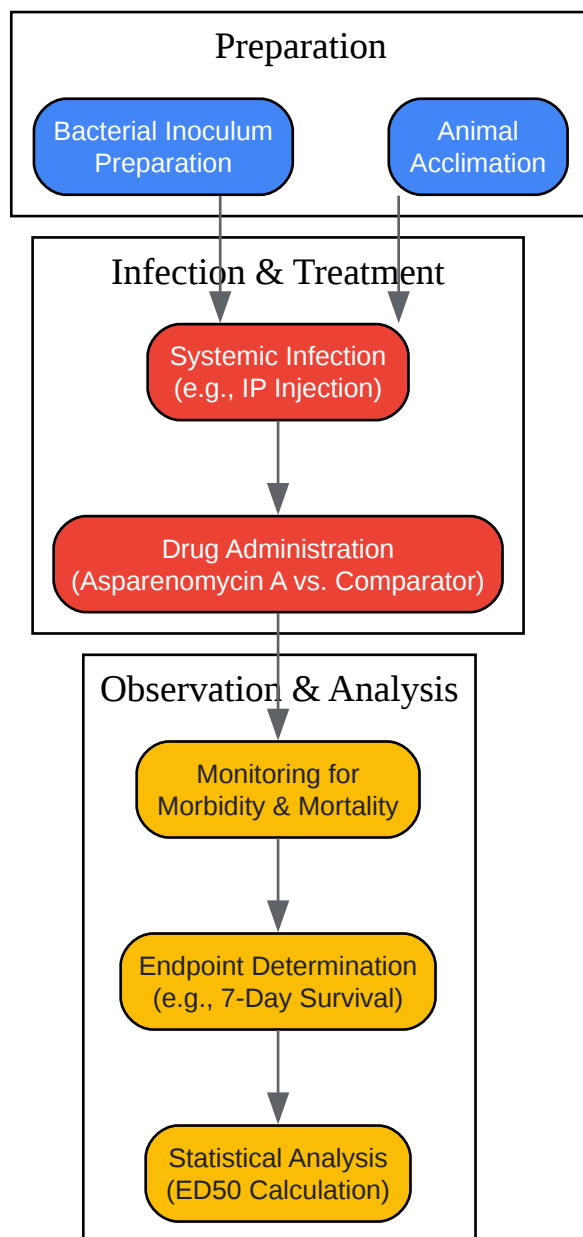 Preparation
Bacterial Inoculum
Preparation
Animal
Acclimation
Infection & Treatment
Systemic Infection
(e.g., IP Injection)
Drug Administration
(Asparenomycin A vs. Comparator)
Observation & Analysis
Monitoring for
Morbidity & Mortality
Endpoint Determination
(e.g., 7-Day Survival)
Statistical Analysis
(ED50 Calculation)